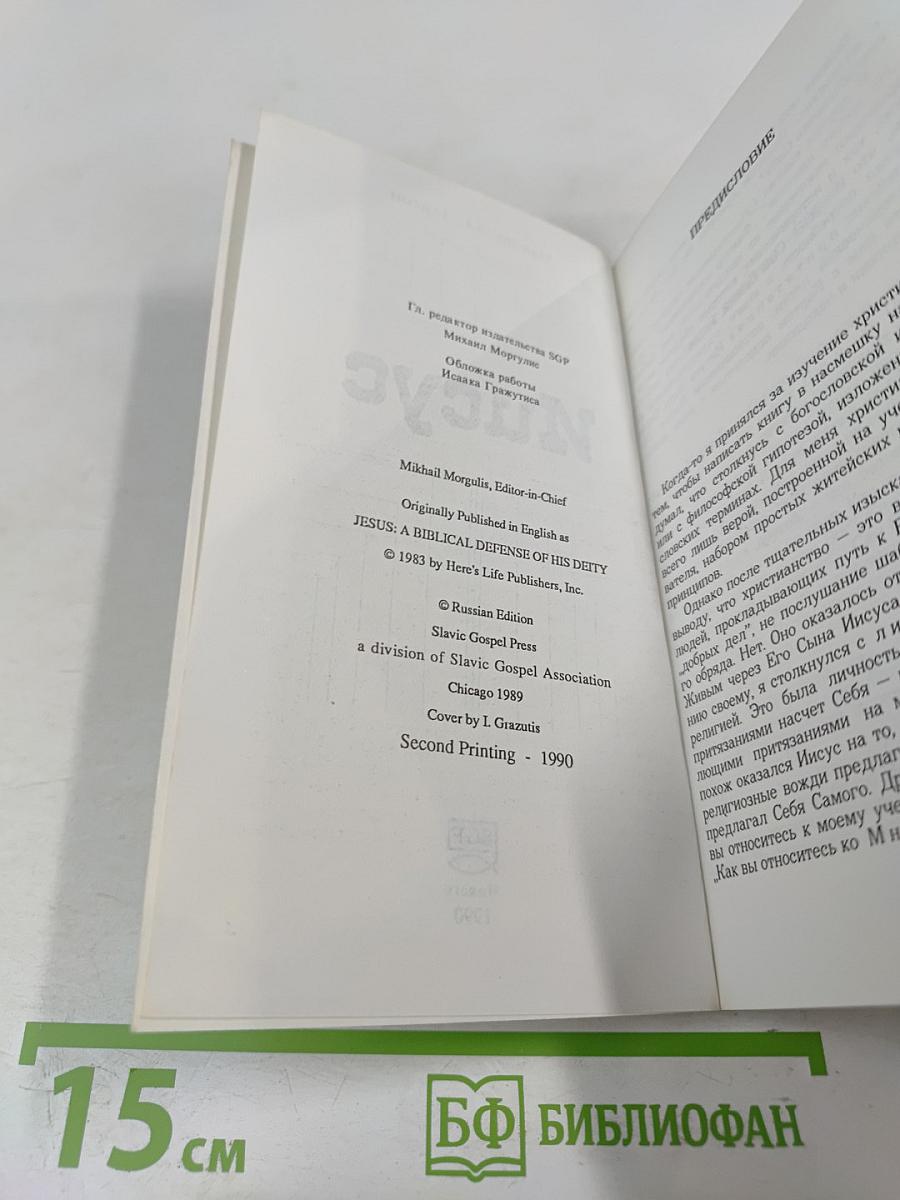 Гл. редактор издательства SGP
Михаил Моргулис
Обложка работы
Исаака Гражутиса
Mikhail Morgulis, Editor-in-Chief
Originally Published in English as
JESUS: A BIBLICAL DEFENSE OF HIS DEITY
© 1983 by Here's Life Publishers, Inc.
© Russian Edition
Slavic Gospel Press
a division of Slavic Gospel Association
Chicago 1989
Cover by I. Grazutis
Second Printing - 1990
ПРЕДИСЛОВИЕ
Когда-то я принялся за изучение христи
тем, чтобы написать книгу в насмешку н
думал, что столкнусь с богословской и
или с философской гипотезой, изложен
словских терминах. Для меня христи
всего лишь верой, построенной на уче
вателя, набором простых житейских
принципов.
Однако после тщательных изыска
выводу, что христианство — это в
людей, прокладывающих путь к Б
„добрых дел", не послушание ша
го обряда. Нет. Оно оказалось от
Живым через Его Сына Иисуса
нию своему, я столкнулся с л и
религией. Это была личность
притязаниями насчет Себя —
лющими притязаниями на м
похож оказался Иисус на то,
религиозные вожди предлаг
предлагал Себя Самого. Др
вы относитесь к моему уче
„Как вы относитесь ко М н
15 см
БФ БИБЛИОФАН